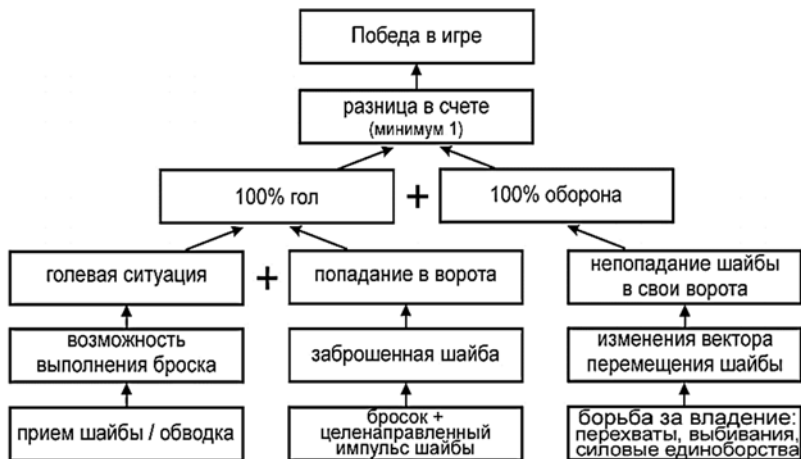 Победа в игре
разница в счете
(минимум 1)
100% гол
+
100% оборона
голевая ситуация
+
попадание в ворота
непопадание шайбы
в свои ворота
возможность
выполнения броска
заброшенная шайба
изменения вектора
перемещения шайбы
прием шайбы / обводка
бросок +
целенаправленный
импульс шайбы
борьба за владение:
перехваты, выбивания,
силовые единоборства